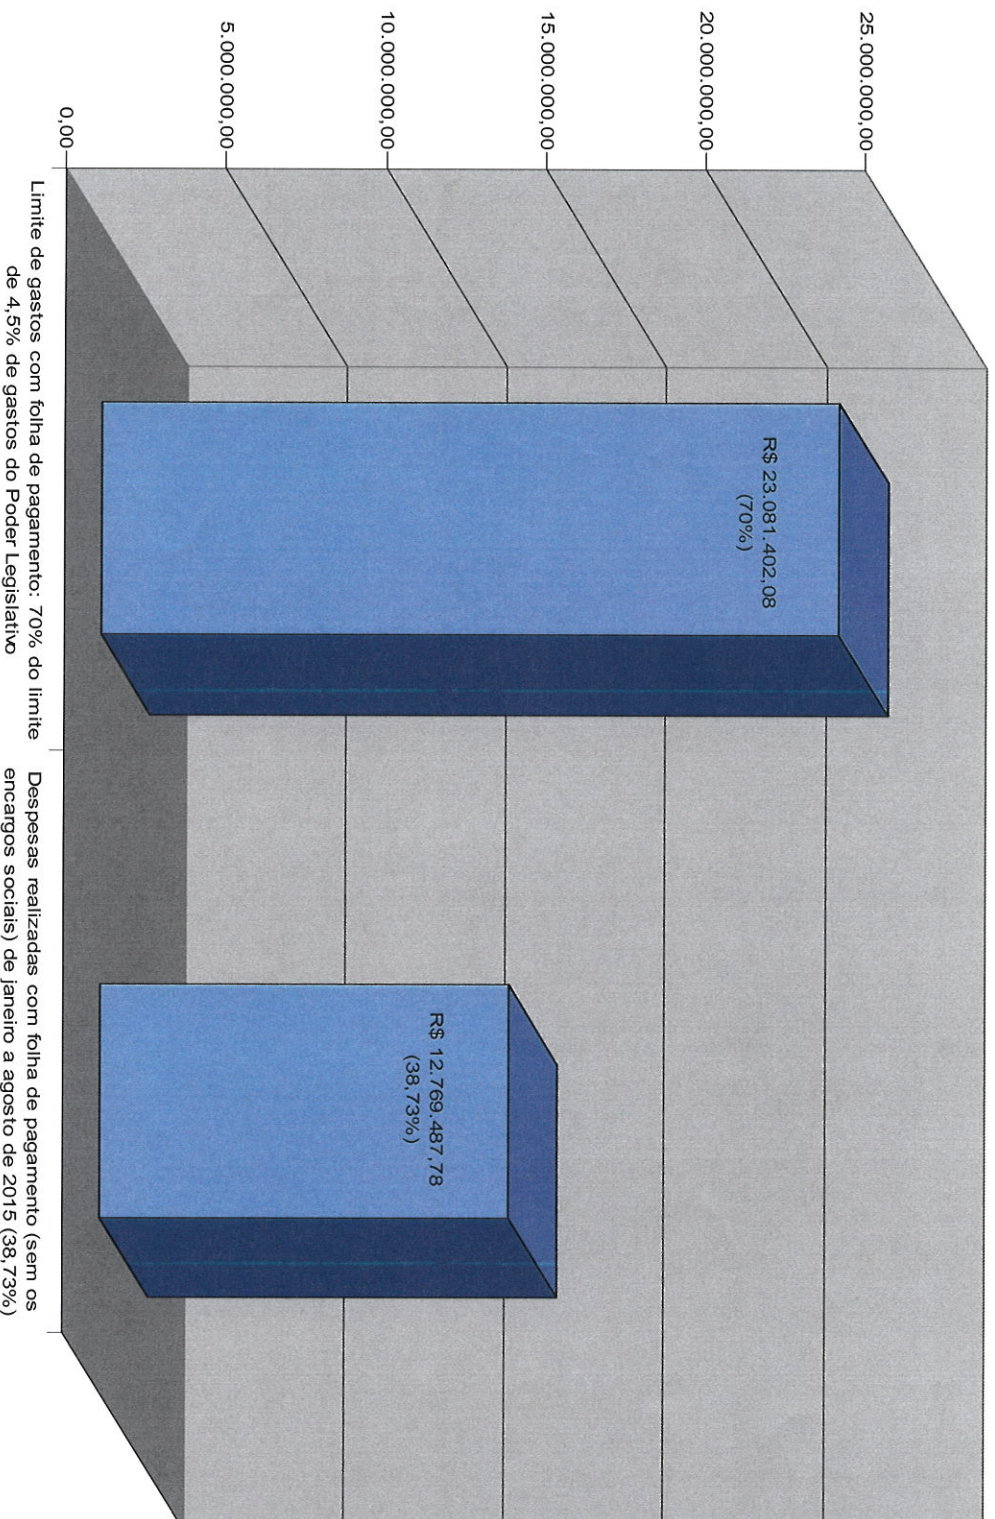 25.000.000,00
20.000.000,00
15.000.000,00
10.000.000,00
5.000.000,00
0,00
R$ 23.081.402,08
(70%)
R$ 12.769.487,78
(38,73%)
Limite de gastos com folha de pagamento: 70% do limite
de 4,5% de gastos do Poder Legislativo
Despesas realizadas com folha de pagamento (sem os
encargos sociais) de janeiro a agosto de 2015 (38,73%)